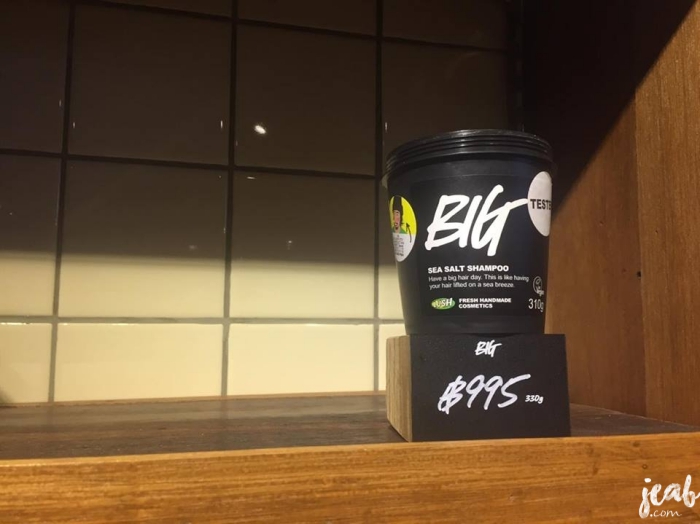 BIG
TESTE
SEA SALT SHAMPOO
Have a big hair day. This is like having
your hair lifted on a sea breeze.
LUSH
FRESH HANDMADE
COSMETICS
310g
BIG
฿995
330g
jeab
.com